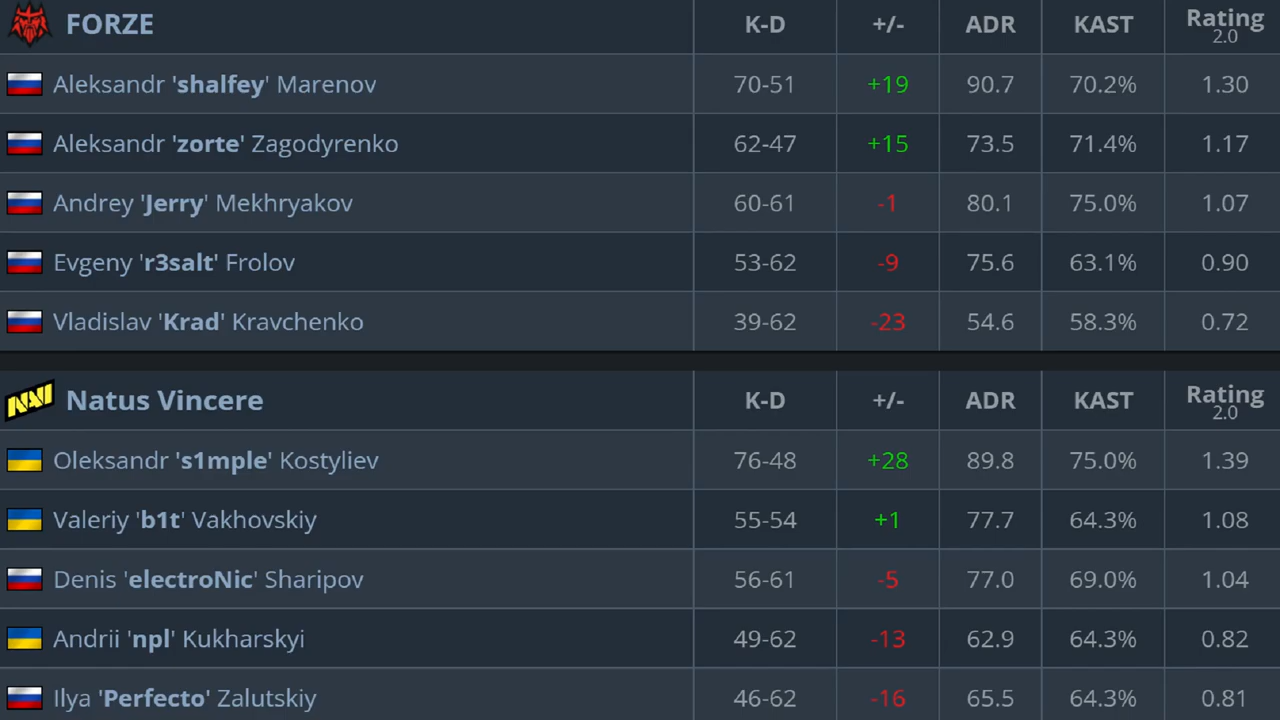 FORZE K-D +/- ADR KAST Rating 2.0
Aleksandr 'shalfey' Marenov 70-51 +19 90.7 70.2% 1.30
Aleksandr 'zorte' Zagodyrenko 62-47 +15 73.5 71.4% 1.17
Andrey 'Jerry' Mekhryakov 60-61 -1 80.1 75.0% 1.07
Evgeny 'r3salt' Frolov 53-62 -9 75.6 63.1% 0.90
Vladislav 'Krad' Kravchenko 39-62 -23 54.6 58.3% 0.72
NAVI Natus Vincere K-D +/- ADR KAST Rating 2.0
Oleksandr 's1mple' Kostyliev 76-48 +28 89.8 75.0% 1.39
Valeriy 'b1t' Vakhovskiy 55-54 +1 77.7 64.3% 1.08
Denis 'electroNic' Sharipov 56-61 -5 77.0 69.0% 1.04
Andrii 'npl' Kukharskyi 49-62 -13 62.9 64.3% 0.82
Ilya 'Perfecto' Zalutskiy 46-62 -16 65.5 64.3% 0.81